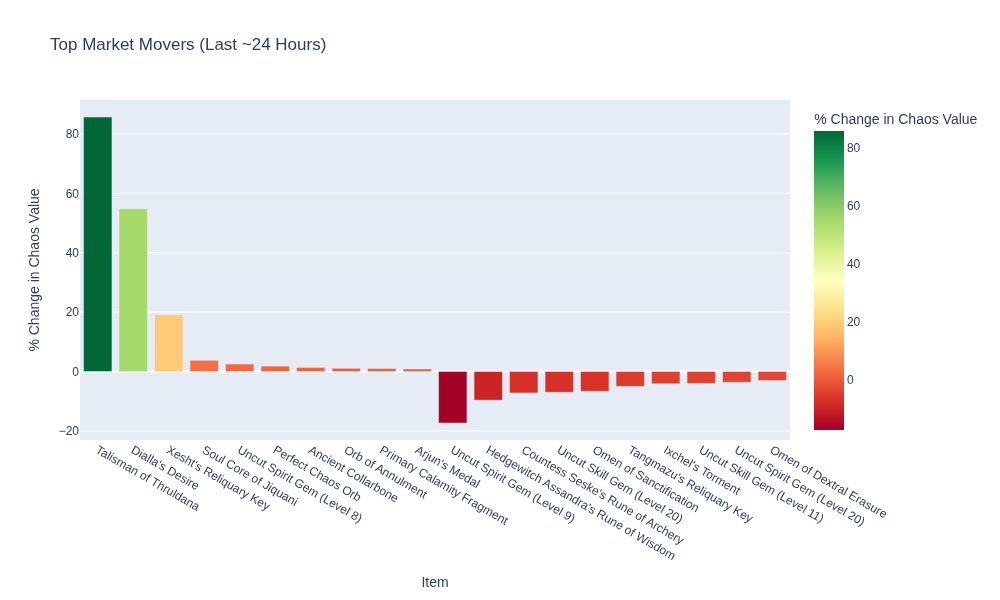 Top Market Movers (Last ~24 Hours)
% Change in Chaos Value
80
60
40
20
0
−20
Talisman of Thruldana
Dialla's Desire
Xesht's Reliquary Key
Soul Core of Jiquani
Uncut Spirit Gem (Level 8)
Perfect Chaos Orb
Ancient Collarbone
Orb of Annulment
Primary Calamity Fragment
Arjun's Medal
Uncut Spirit Gem (Level 9)
Hedgewitch Assandra's Rune of Wisdom
Countess Seske's Rune of Archery
Uncut Skill Gem (Level 20)
Omen of Sanctification
Tangmazu's Reliquary Key
Ixchel's Torment
Uncut Skill Gem (Level 11)
Uncut Spirit Gem (Level 20)
Omen of Dextral Erasure
Item
% Change in Chaos Value
80
60
40
20
0